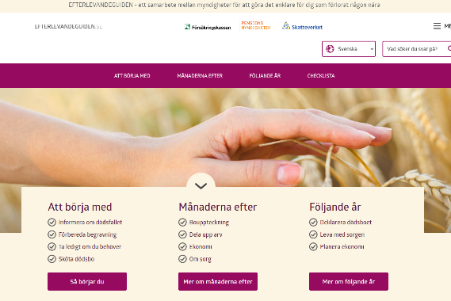 EFTERLEVANDEGUIDEN - ett samarbete mellan myndigheter för att göra det enklare för dig som förlorat någon nära
EFTERLEVANDEGUIDEN
Försäkringskassan
PENSIONS
MYNDIGHETEN
Skatteverket
Svenska
Vad söker du svar på?
ATT BÖRJA MED
MÅNADERNA EFTER
FÖLJANDE ÅR
CHECKLISTA
Att börja med
Informera om dödsfallet
Förbereda begravning
Ta ledigt om du behöver
Sköta dödsbo
Så börjar du
Månaderna efter
Bouppteckning
Dela upp arv
Ekonomi
Om sorg
Mer om månaderna efter
Följande år
Deklarera dödsboet
Leva med sorgen
Planera ekonomi
Mer om följande år